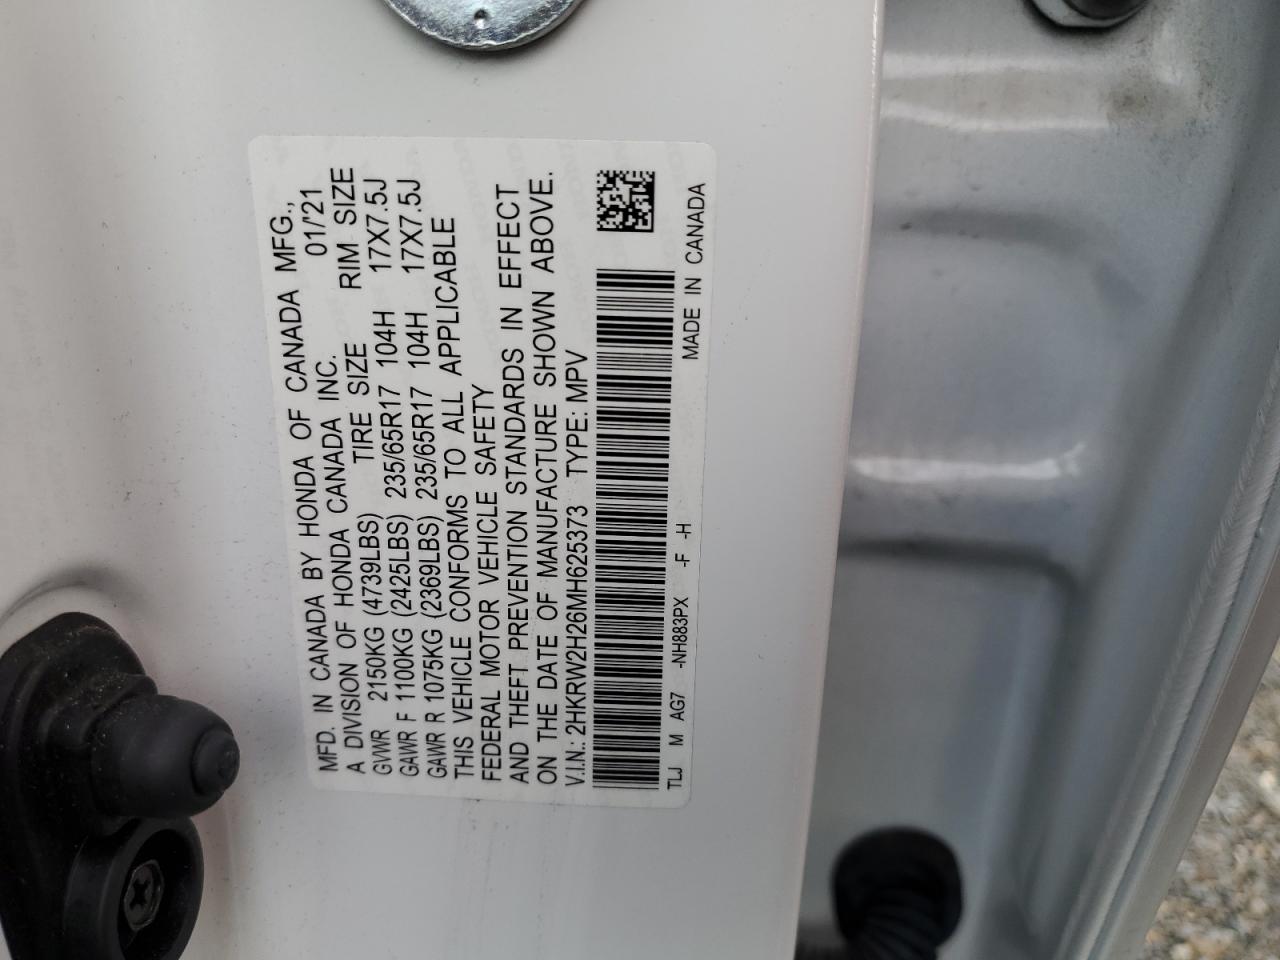 MFD. IN CANADA BY HONDA OF CANADA MFG.,
A DIVISION OF HONDA CANADA INC. 01/'21
GVWR 2150KG (4739LBS) TIRE SIZE RIM SIZE
GAWR F 1100KG (2425LBS) 235/65R17 104H 17X7.5J
GAWR R 1075KG (2369LBS) 235/65R17 104H 17X7.5J
THIS VEHICLE CONFORMS TO ALL APPLICABLE
FEDERAL MOTOR VEHICLE SAFETY
AND THEFT PREVENTION STANDARDS IN EFFECT
ON THE DATE OF MANUFACTURE SHOWN ABOVE.
V.I.N.: 2HKRW2H26MH625373 TYPE: MPV
TLJ M AG7 -NH883PX -F -H MADE IN CANADA